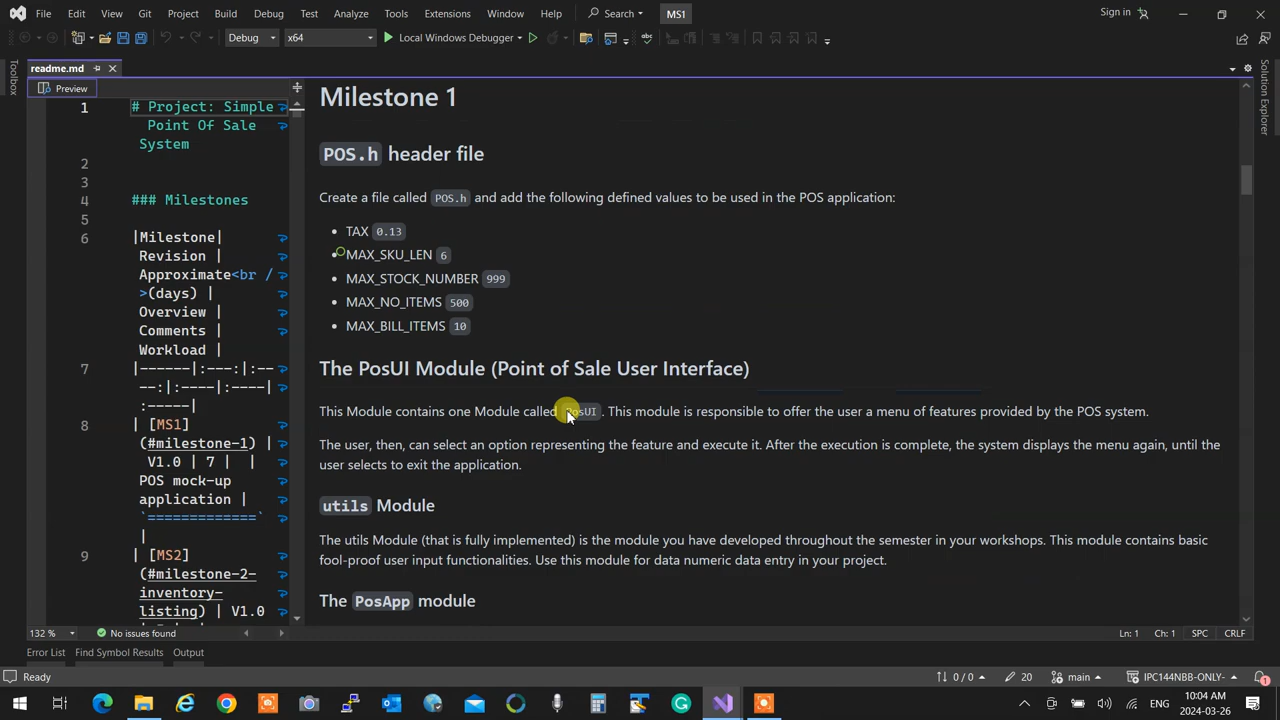 File Edit View Git Project Build Debug Test Analyze Tools Extensions Window Help Search MS1 Sign in
Debug x64 Local Windows Debugger
readme.md
Toolbox
Solution Explorer
Preview
1 # Project: Simple
Point Of Sale
System
2
3
4 ### Milestones
5
6 |Milestone|
Revision |
Approximate<br /
>(days) |
Overview |
Comments |
Workload |
7 |------|:---:|:--
---:|:----|:----|
:-----|
8 | [MS1]
(#milestone-1) |
V1.0 | 7 | |
POS mock-up
application |
`=============`
|
9 | [MS2]
(#milestone-2-
inventory-
listing) | V1.0
Milestone 1
POS.h header file
Create a file called POS.h and add the following defined values to be used in the POS application:
• TAX 0.13
• MAX_SKU_LEN 6
• MAX_STOCK_NUMBER 999
• MAX_NO_ITEMS 500
• MAX_BILL_ITEMS 10
The PosUI Module (Point of Sale User Interface)
This Module contains one Module called PosUI. This module is responsible to offer the user a menu of features provided by the POS system.
The user, then, can select an option representing the feature and execute it. After the execution is complete, the system displays the menu again, until the
user selects to exit the application.
utils Module
The utils Module (that is fully implemented) is the module you have developed throughout the semester in your workshops. This module contains basic
fool-proof user input functionalities. Use this module for data numeric data entry in your project.
The PosApp module
132 % No issues found Ln: 1 Ch: 1 SPC CRLF
Error List Find Symbol Results Output
Ready 0 / 0 20 main IPC144NBB-ONLY- 1
ENG 10:04 AM
2024-03-26